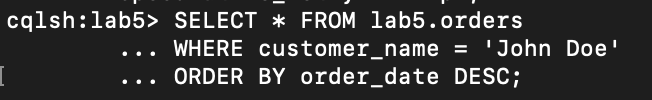 cqlsh:lab5> SELECT * FROM lab5.orders
... WHERE customer_name = 'John Doe'
... ORDER BY order_date DESC;